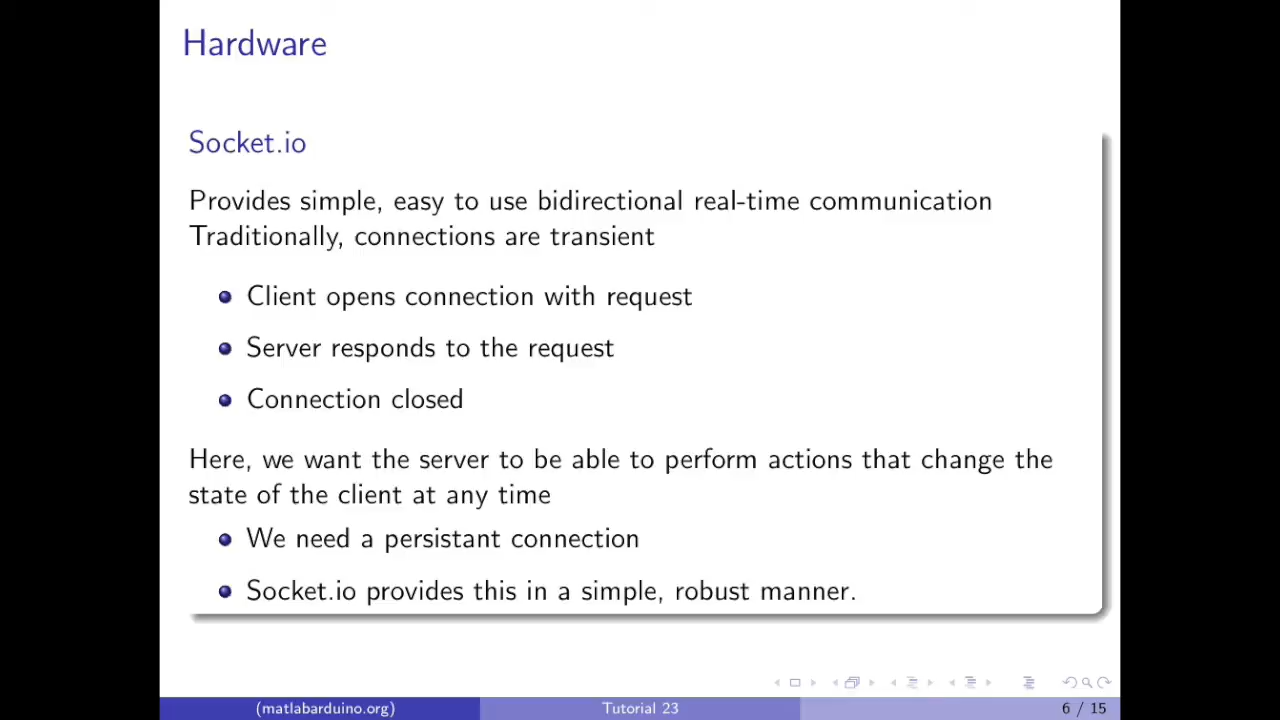 Hardware
Socket.io
Provides simple, easy to use bidirectional real-time communication
Traditionally, connections are transient
Client opens connection with request
Server responds to the request
Connection closed
Here, we want the server to be able to perform actions that change the
state of the client at any time
We need a persistant connection
Socket.io provides this in a simple, robust manner.
(matlabarduino.org)
Tutorial 23
6 / 15